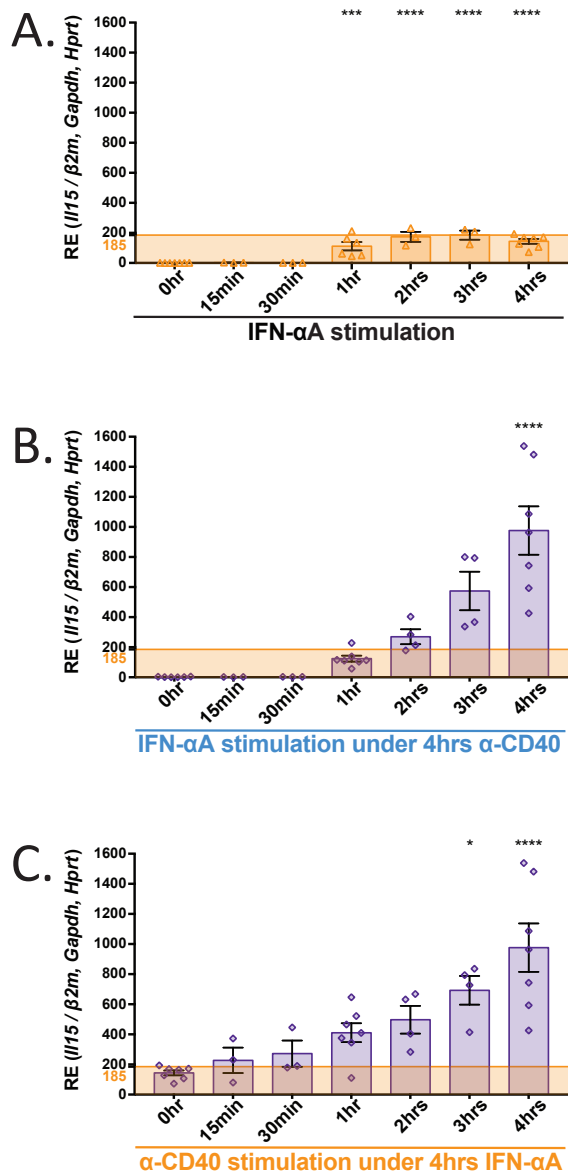 A.
*** **** **** ****
RE (Il15 / β2m, Gapdh, Hprt)
1600
1400
1200
1000
800
600
400
200
185
0
0hr 15min 30min 1hr 2hrs 3hrs 4hrs
IFN-αA stimulation
B.
****
RE (Il15 / β2m, Gapdh, Hprt)
1600
1400
1200
1000
800
600
400
200
185
0
0hr 15min 30min 1hr 2hrs 3hrs 4hrs
IFN-αA stimulation under 4hrs α-CD40
C.
* ****
RE (Il15 / β2m, Gapdh, Hprt)
1600
1400
1200
1000
800
600
400
200
185
0
0hr 15min 30min 1hr 2hrs 3hrs 4hrs
α-CD40 stimulation under 4hrs IFN-αA